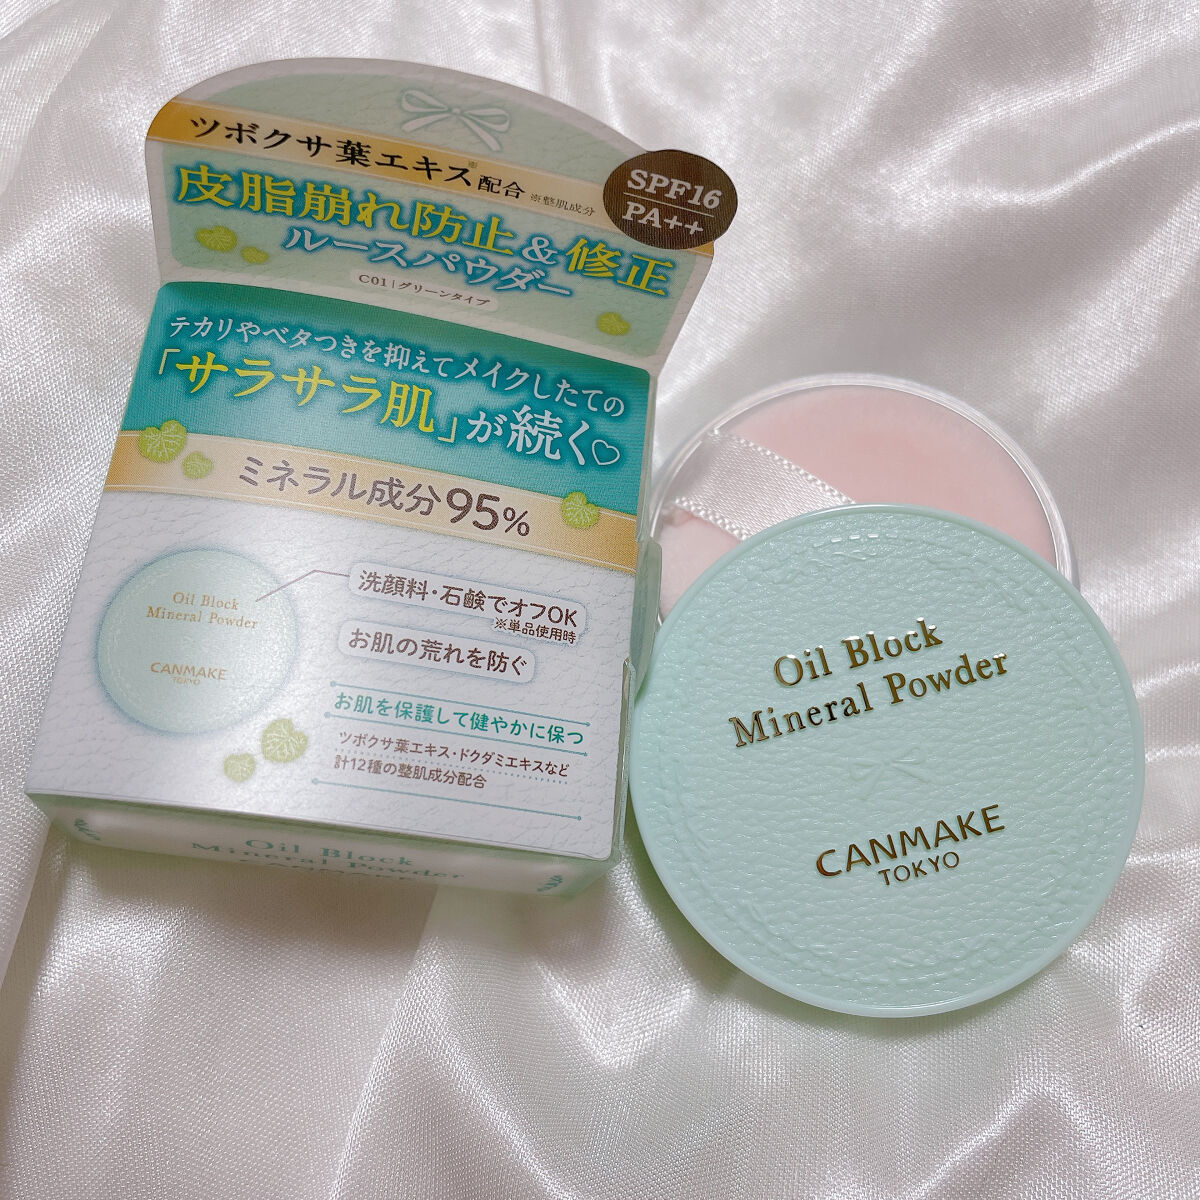 ツボクサ葉エキス※配合 ※整肌成分
SPF16
PA++
皮脂崩れ防止&修正
ルースパウダー
C01|グリーンタイプ
テカリやベタつきを抑えてメイクしたての
「サラサラ肌」が続く♡
ミネラル成分95%
Oil Block
Mineral Powder
CANMAKE
TOKYO
洗顔料・石鹸でオフOK
※単品使用時
お肌の荒れを防ぐ
お肌を保護して健やかに保つ
ツボクサ葉エキス・ドクダミエキスなど
計12種の整肌成分配合
Oil Block
Mineral Powder
CANMAKE
Oil Block
Mineral Powder
CANMAKE
TOKYO